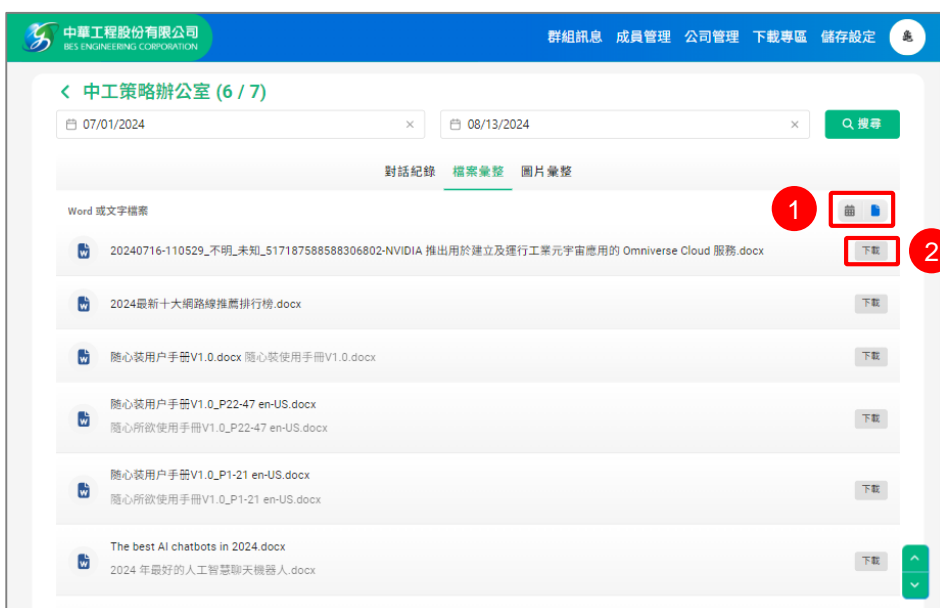 中華工程股份有限公司
BES ENGINEERING CORPORATION
群組訊息 成員管理 公司管理 下載專區 儲存設定
中工策略辦公室 (6 / 7)
07/01/2024 08/13/2024 搜尋
對話紀錄 檔案彙整 圖片彙整
Word 或文字檔案
1
20240716-110529_不明_未知_517187588588306802-NVIDIA 推出用於建立及運行工業元宇宙應用的 Omniverse Cloud 服務.docx 下載
2
2024最新十大網路線推薦排行榜.docx 下載
随心装用户手册V1.0.docx 隨心裝使用手冊V1.0.docx 下載
随心装用户手册V1.0_P22-47 en-US.docx
隨心所欲使用手冊V1.0_P22-47 en-US.docx 下載
随心装用户手册V1.0_P1-21 en-US.docx
隨心所欲使用手冊V1.0_P1-21 en-US.docx 下載
The best AI chatbots in 2024.docx
2024 年最好的人工智慧聊天機器人.docx 下載